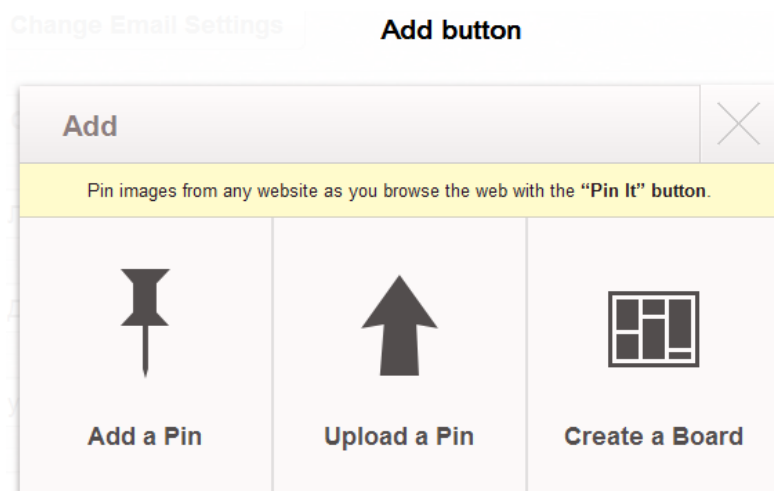 Change Email Settings
Add button
Add
Pin images from any website as you browse the web with the “Pin It” button.
Add a Pin
Upload a Pin
Create a Board